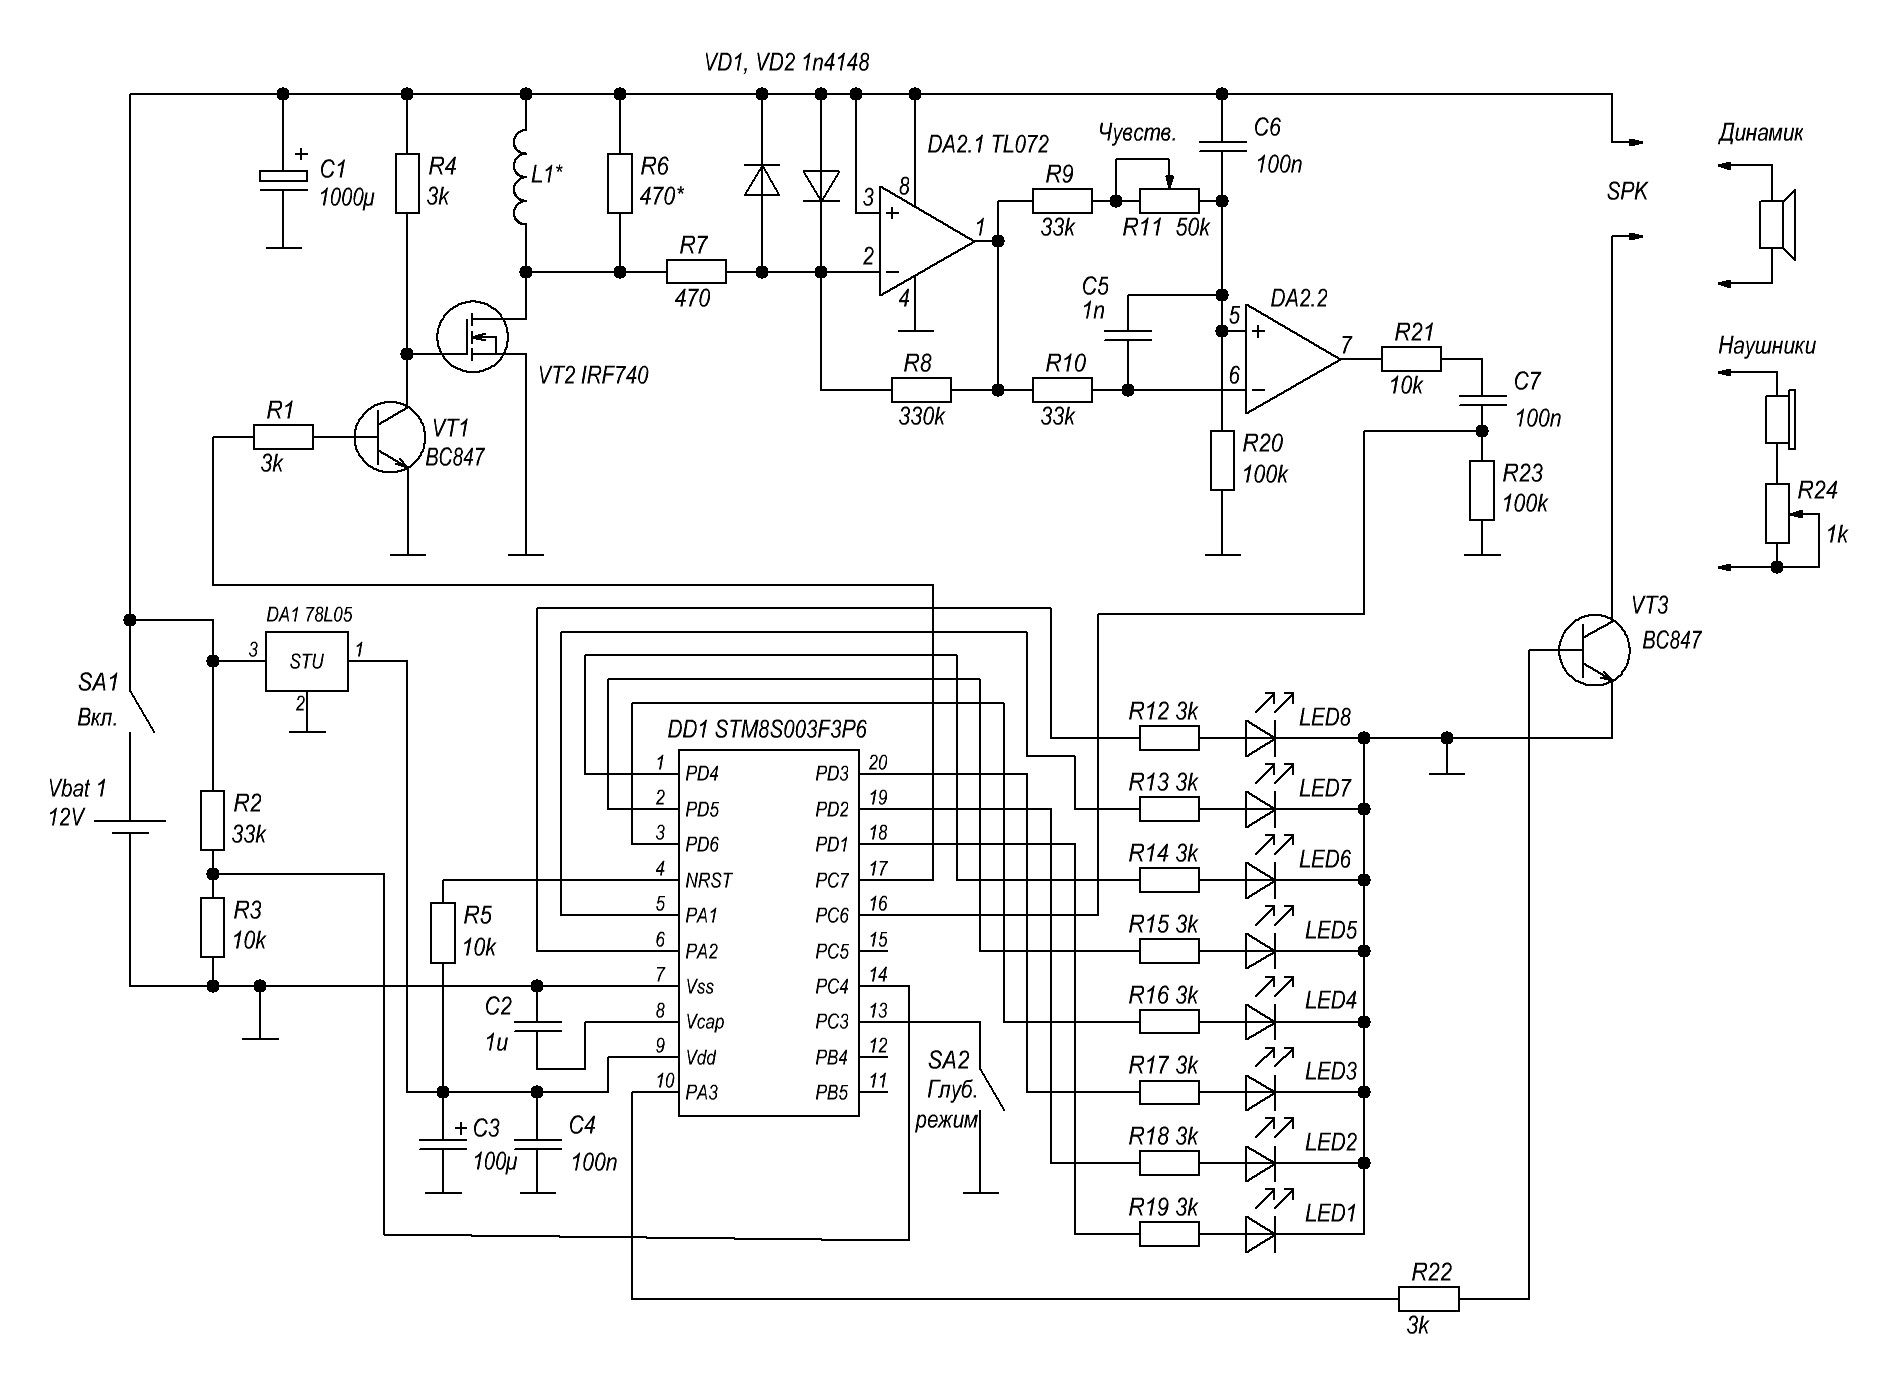 VD1, VD2 1n4148
C1
1000µ
+
R4
3k
L1*
R6
470*
DA2.1 TL072
Чувств.
C6
100n
Динамик
SPK
R7
470
3
8
2
4
1
+
−
R9
33k
R11 50k
C5
1n
DA2.2
5
6
7
+
−
R21
10k
Наушники
VT2 IRF740
R8
330k
R10
33k
C7
100n
R1
3k
VT1
BC847
R20
100k
R23
100k
R24
1k
DA1 78L05
3
STU
1
2
VT3
BC847
SA1
Вкл.
Vbat 1
12V
R2
33k
R3
10k
R5
10k
C2
1u
+
C3
100µ
C4
100n
DD1 STM8S003F3P6
1 PD4 PD3 20
2 PD5 PD2 19
3 PD6 PD1 18
4 NRST PC7 17
5 PA1 PC6 16
6 PA2 PC5 15
7 Vss PC4 14
8 Vcap PC3 13
9 Vdd PB4 12
10 PA3 PB5 11
SA2
Глуб.
режим
R12 3k LED8
R13 3k LED7
R14 3k LED6
R15 3k LED5
R16 3k LED4
R17 3k LED3
R18 3k LED2
R19 3k LED1
R22
3k